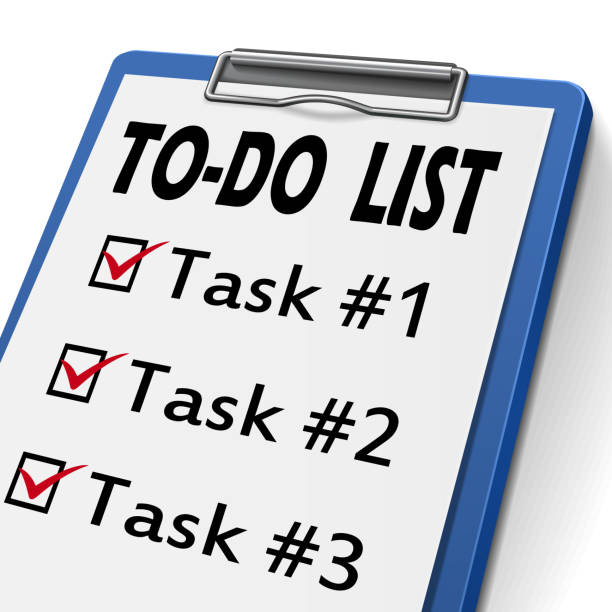 TO-DO LIST
Task #1
Task #2
Task #3